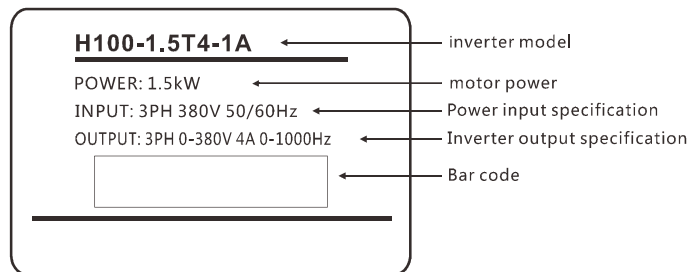 H100-1.5T4-1A inverter model
POWER: 1.5kW motor power
INPUT: 3PH 380V 50/60Hz Power input specification
OUTPUT: 3PH 0-380V 4A 0-1000Hz Inverter output specification
Bar code